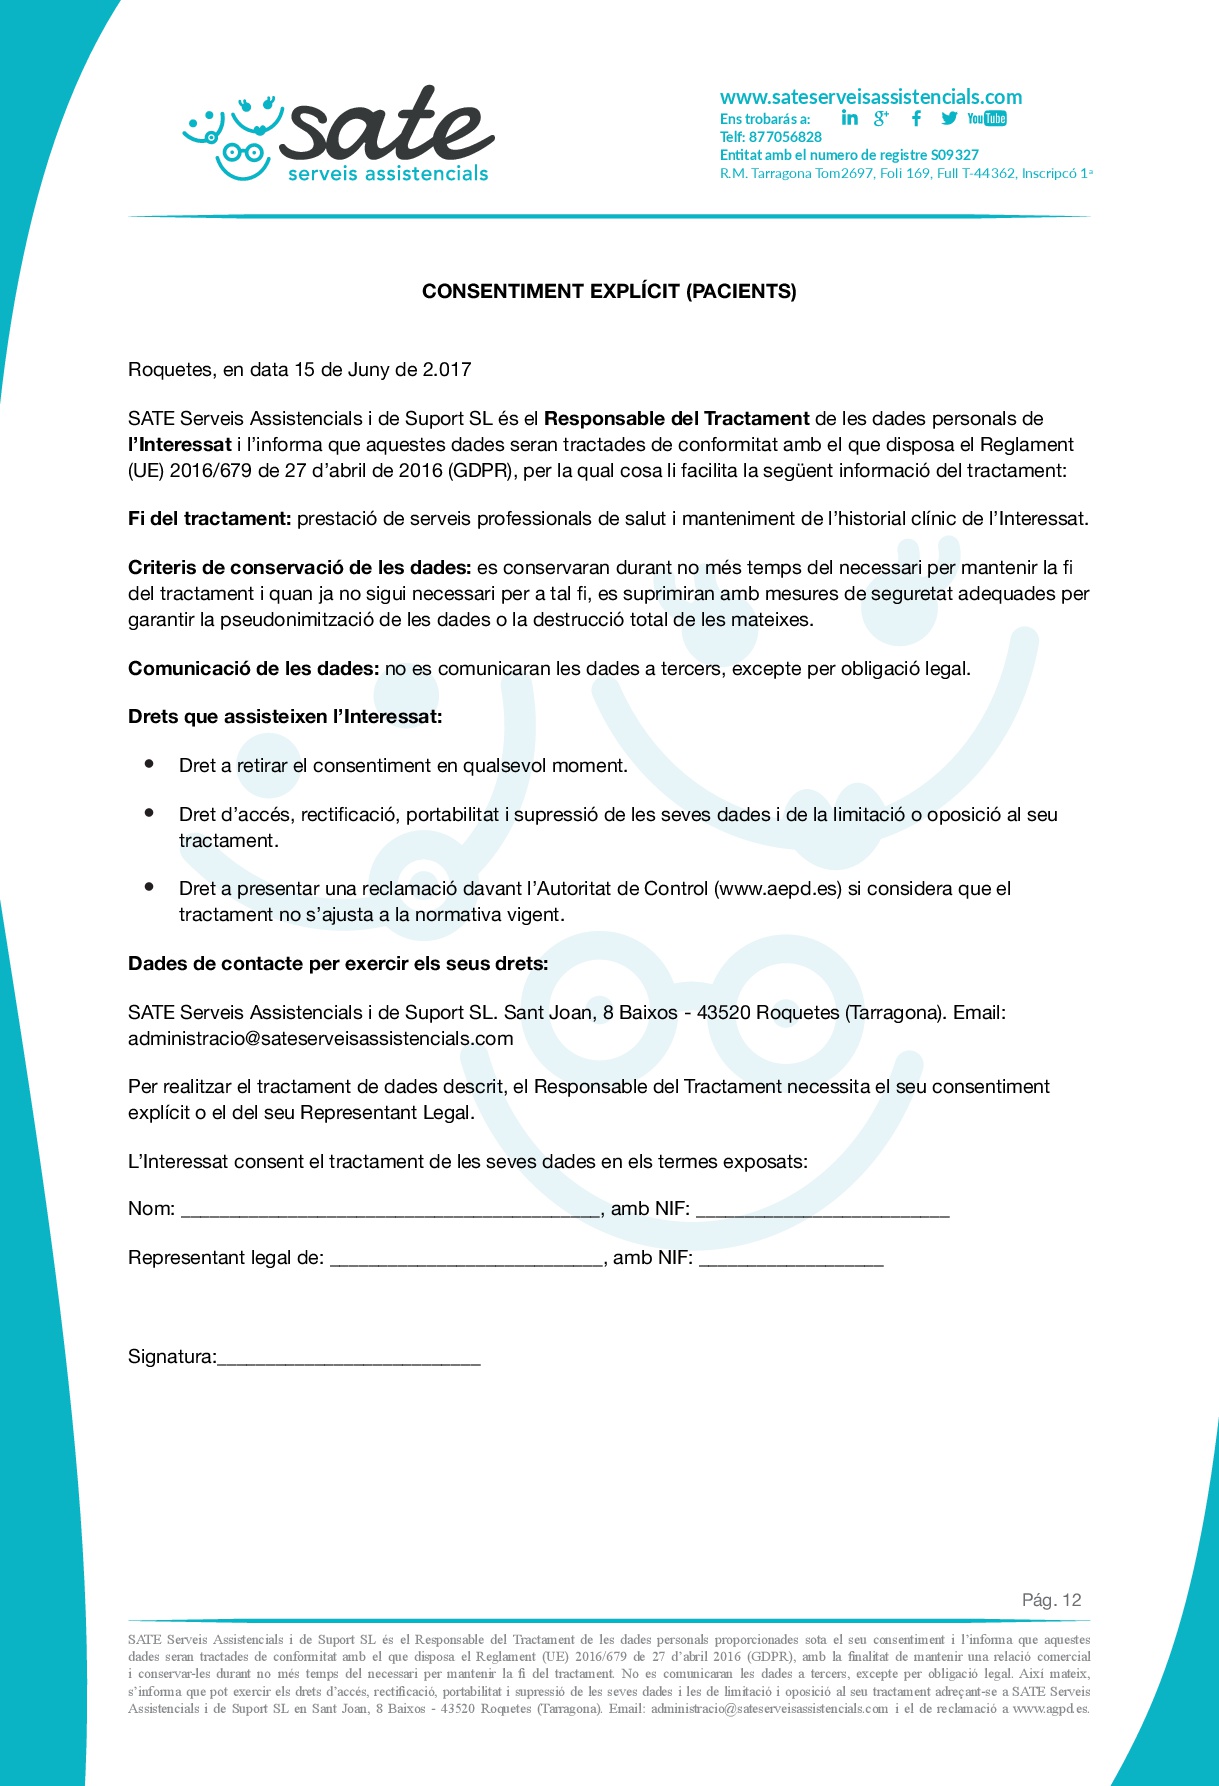 sate
serveis assistencials
www.sateserveisassistencials.com
Ens trobarás a: in g+ f YouTube
Telf: 877056828
Entitat amb el numero de registre S09327
R.M. Tarragona Tom2697, Foli 169, Full T-44362, Inscripcó 1ª
CONSENTIMENT EXPLÍCIT (PACIENTS)
Roquetes, en data 15 de Juny de 2.017
SATE Serveis Assistencials i de Suport SL és el Responsable del Tractament de les dades personals de
l’Interessat i l’informa que aquestes dades seran tractades de conformitat amb el que disposa el Reglament
(UE) 2016/679 de 27 d’abril de 2016 (GDPR), per la qual cosa li facilita la següent informació del tractament:
Fi del tractament: prestació de serveis professionals de salut i manteniment de l’historial clínic de l’Interessat.
Criteris de conservació de les dades: es conservaran durant no més temps del necessari per mantenir la fi
del tractament i quan ja no sigui necessari per a tal fi, es suprimiran amb mesures de seguretat adequades per
garantir la pseudonimització de les dades o la destrucció total de les mateixes.
Comunicació de les dades: no es comunicaran les dades a tercers, excepte per obligació legal.
Drets que assisteixen l’Interessat:
• Dret a retirar el consentiment en qualsevol moment.
• Dret d’accés, rectificació, portabilitat i supressió de les seves dades i de la limitació o oposició al seu
tractament.
• Dret a presentar una reclamació davant l’Autoritat de Control (www.aepd.es) si considera que el
tractament no s’ajusta a la normativa vigent.
Dades de contacte per exercir els seus drets:
SATE Serveis Assistencials i de Suport SL. Sant Joan, 8 Baixos - 43520 Roquetes (Tarragona). Email:
administracio@sateserveisassistencials.com
Per realitzar el tractament de dades descrit, el Responsable del Tractament necessita el seu consentiment
explícit o el del seu Representant Legal.
L’Interessat consent el tractament de les seves dades en els termes exposats:
Nom: ___________________________________________, amb NIF: __________________________
Representant legal de: ____________________________, amb NIF: ___________________
Signatura:___________________________
Pág. 12
SATE Serveis Assistencials i de Suport SL és el Responsable del Tractament de les dades personals proporcionades sota el seu consentiment i l’informa que aquestes
dades seran tractades de conformitat amb el que disposa el Reglament (UE) 2016/679 de 27 d’abril 2016 (GDPR), amb la finalitat de mantenir una relació comercial
i conservar-les durant no més temps del necessari per mantenir la fi del tractament. No es comunicaran les dades a tercers, excepte per obligació legal. Així mateix,
s’informa que pot exercir els drets d’accés, rectificació, portabilitat i supressió de les seves dades i les de limitació i oposició al seu tractament adreçant-se a SATE Serveis
Assistencials i de Suport SL en Sant Joan, 8 Baixos - 43520 Roquetes (Tarragona). Email: administracio@sateserveisassistencials.com i el de reclamació a www.agpd.es.